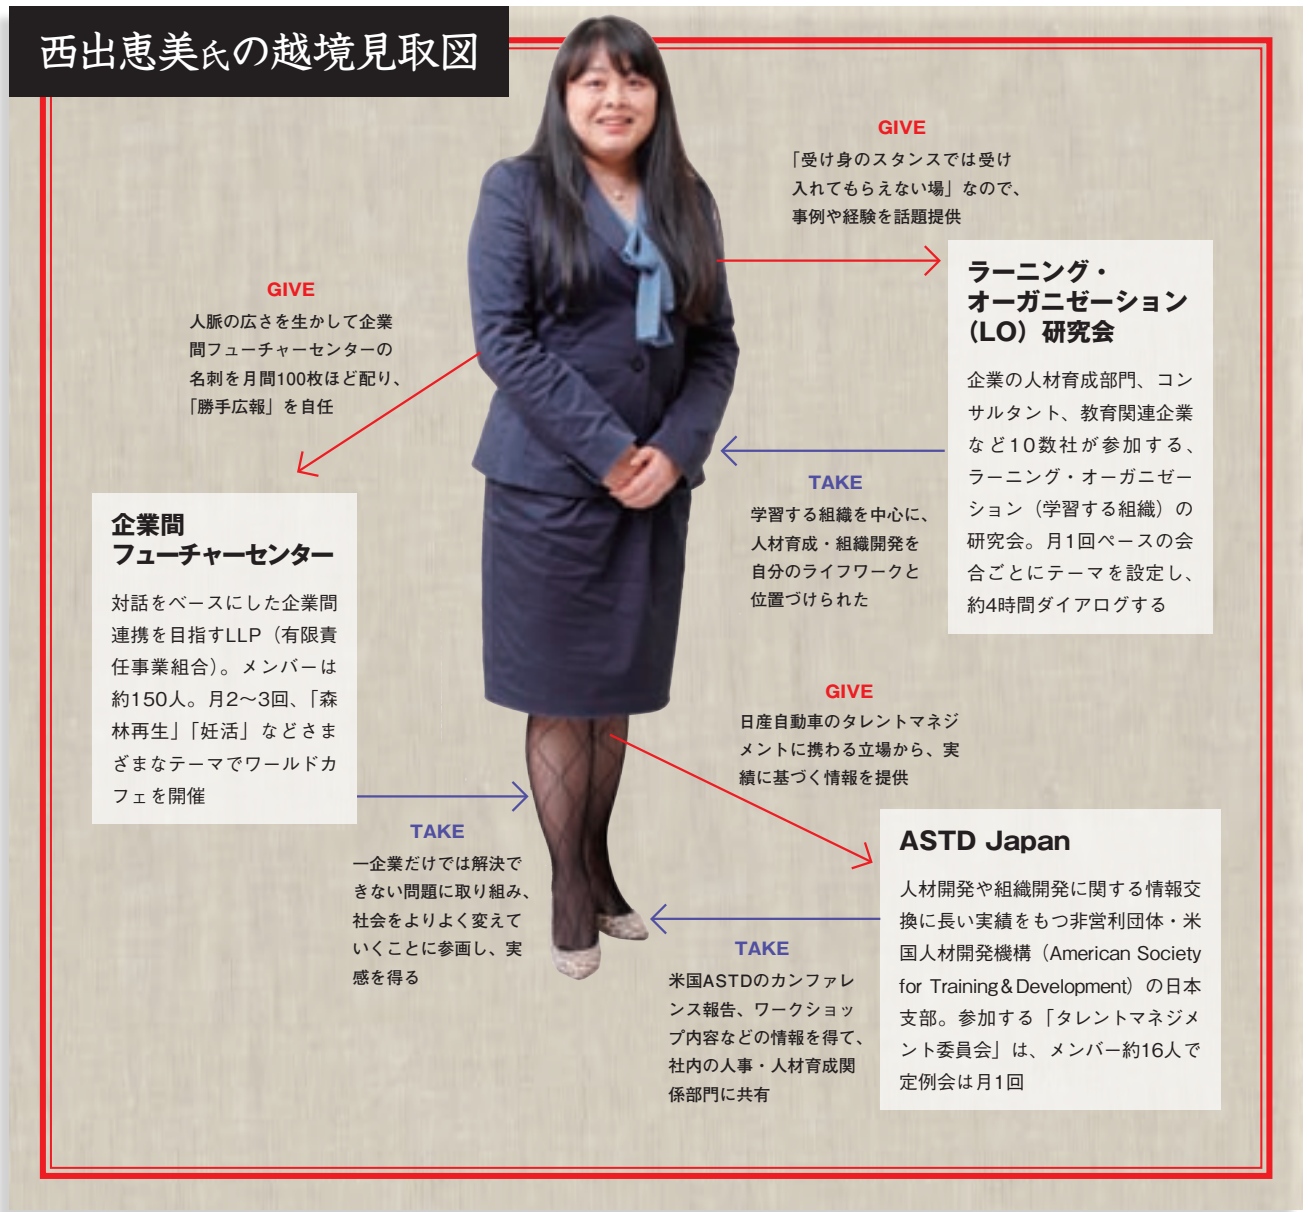 西出恵美氏の越境見取図
GIVE
「受け身のスタンスでは受け
入れてもらえない場」なので、
事例や経験を話題提供
ラーニング・
オーガニゼーション
（LO）研究会
企業の人材育成部門、コン
サルタント、教育関連企業
など10数社が参加する、
ラーニング・オーガニゼー
ション（学習する組織）の
研究会。月1回ペースの会
合ごとにテーマを設定し、
約4時間ダイアログする
TAKE
学習する組織を中心に、
人材育成・組織開発を
自分のライフワークと
位置づけられた
GIVE
人脈の広さを生かして企業
間フューチャーセンターの
名刺を月間100枚ほど配り、
「勝手広報」を自任
企業間
フューチャーセンター
対話をベースにした企業間
連携を目指すLLP（有限責
任事業組合）。メンバーは
約150人。月2〜3回、「森
林再生」「妊活」などさま
ざまなテーマでワールドカ
フェを開催
TAKE
一企業だけでは解決で
きない問題に取り組み、
社会をよりよく変えて
いくことに参画し、実
感を得る
GIVE
日産自動車のタレントマネジ
メントに携わる立場から、実
績に基づく情報を提供
ASTD Japan
人材開発や組織開発に関する情報交
換に長い実績をもつ非営利団体・米
国人材開発機構（American Society
for Training＆Development）の日本
支部。参加する「タレントマネジメ
ント委員会」は、メンバー約16人で
定例会は月1回
TAKE
米国ASTDのカンファレ
ンス報告、ワークショッ
プ内容などの情報を得て、
社内の人事・人材育成関
係部門に共有